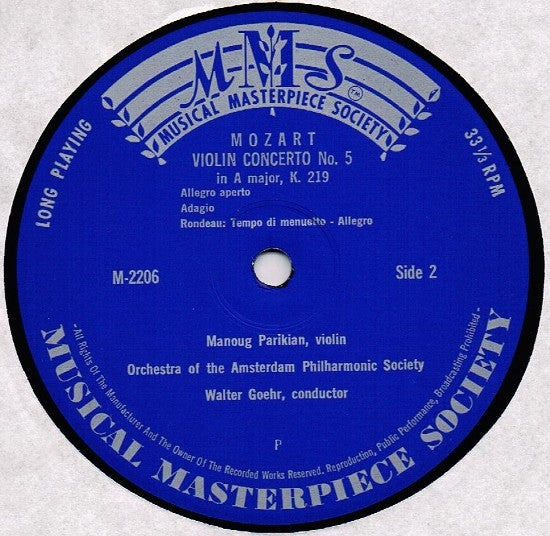 MMS
TM
MUSICAL MASTERPIECE SOCIETY
LONG PLAYING
33 1/3 RPM
MOZART
VIOLIN CONCERTO No. 5
in A major, K. 219
Allegro aperto
Adagio
Rondeau: Tempo di menuetto - Allegro
M-2206
Side 2
Manoug Parikian, violin
Orchestra of the Amsterdam Philharmonic Society
Walter Goehr, conductor
P
-All Rights Of The Manufacturer And The Owner Of The Recorded Works Reserved. Reproduction, Public Performance, Broadcasting Prohibited-
MUSICAL MASTERPIECE SOCIETY